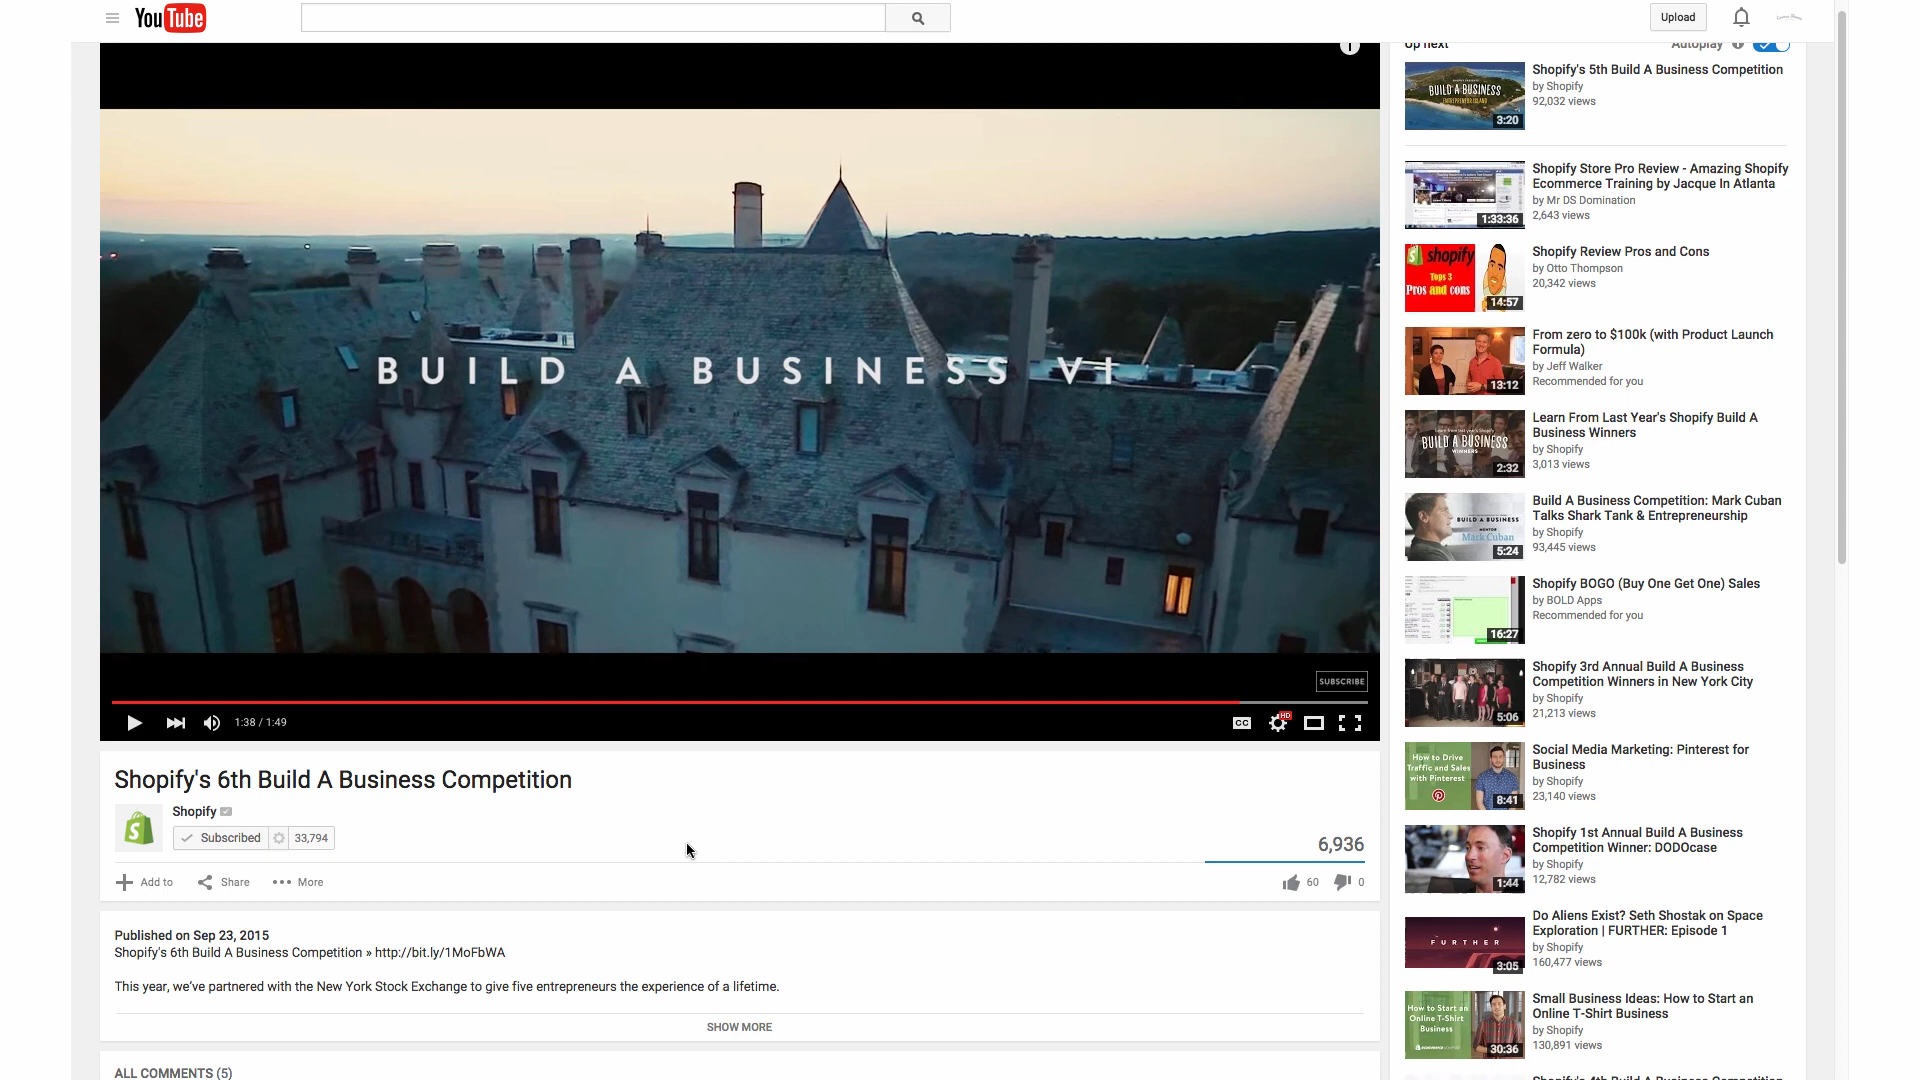 YouTube
Upload
Up next
Autoplay
BUILD A BUSINESS VI
SUBSCRIBE
1:38 / 1:49
CC
HD
Shopify's 6th Build A Business Competition
Shopify
Subscribed
33,794
6,936
Add to
Share
More
60
0
Published on Sep 23, 2015
Shopify's 6th Build A Business Competition » http://bit.ly/1MoFbWA
This year, we've partnered with the New York Stock Exchange to give five entrepreneurs the experience of a lifetime.
SHOW MORE
ALL COMMENTS (5)
BUILD A BUSINESS
3:20
Shopify's 5th Build A Business Competition
by Shopify
92,032 views
1:33:36
Shopify Store Pro Review - Amazing Shopify
Ecommerce Training by Jacque In Atlanta
by Mr DS Domination
2,643 views
shopify
Tops 3
Pros and cons
14:57
Shopify Review Pros and Cons
by Otto Thompson
20,342 views
13:12
From zero to $100k (with Product Launch
Formula)
by Jeff Walker
Recommended for you
BUILD A BUSINESS
WINNERS
2:32
Learn From Last Year's Shopify Build A
Business Winners
by Shopify
3,013 views
BUILD A BUSINESS
MENTOR
Mark Cuban
5:24
Build A Business Competition: Mark Cuban
Talks Shark Tank & Entrepreneurship
by Shopify
93,445 views
16:27
Shopify BOGO (Buy One Get One) Sales
by BOLD Apps
Recommended for you
5:06
Shopify 3rd Annual Build A Business
Competition Winners in New York City
by Shopify
21,213 views
How to Drive
Traffic and Sales
with Pinterest
8:41
Social Media Marketing: Pinterest for
Business
by Shopify
23,140 views
1:44
Shopify 1st Annual Build A Business
Competition Winner: DODOcase
by Shopify
12,782 views
FURTHER
3:05
Do Aliens Exist? Seth Shostak on Space
Exploration | FURTHER: Episode 1
by Shopify
160,477 views
How to Start an
Online T-Shirt
Business
30:36
Small Business Ideas: How to Start an
Online T-Shirt Business
by Shopify
130,891 views
Shopify's 4th Build A Business Competition